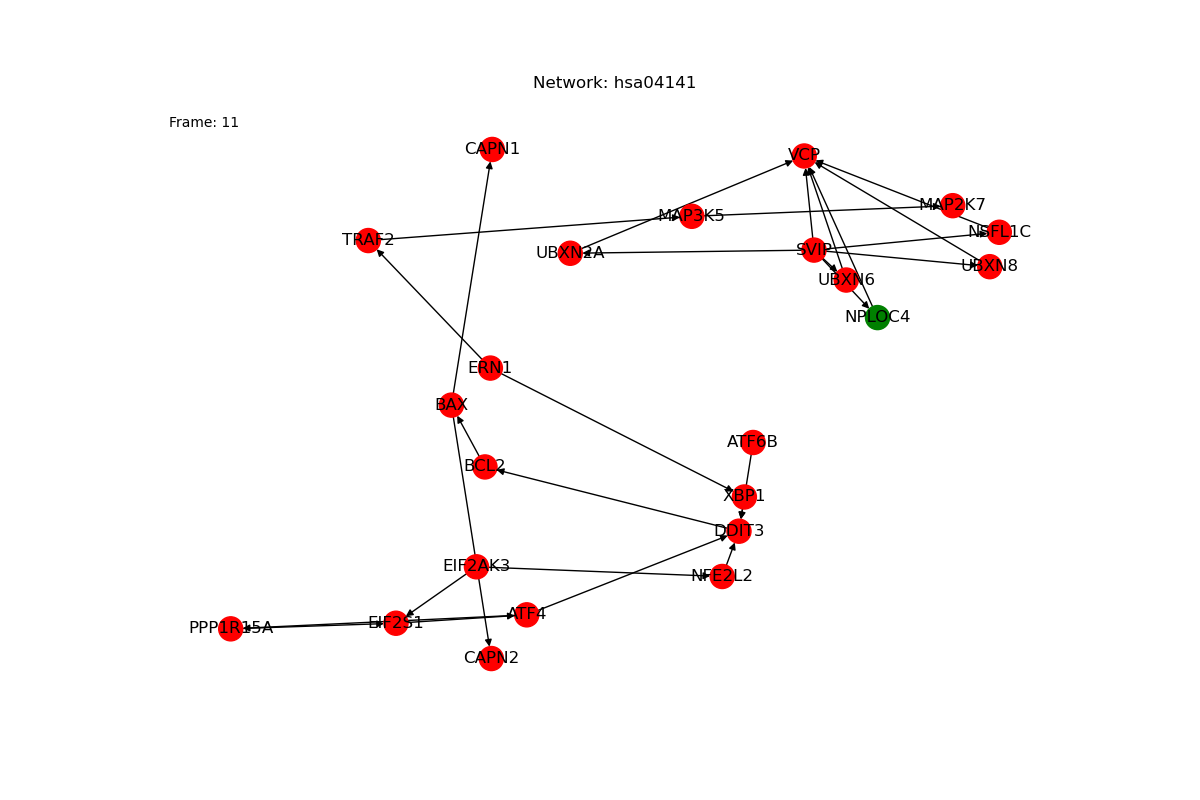 Network: hsa04141
Frame: 11
CAPN1
VCP
MAP2K7
MAP3K5
NSFL1C
TRAF2
UBXN2A
SVIP
UBXN8
UBXN6
NPLOC4
ERN1
BAX
ATF6B
BCL2
XBP1
DDIT3
EIF2AK3
NFE2L2
ATF4
EIF2S1
PPP1R15A
CAPN2